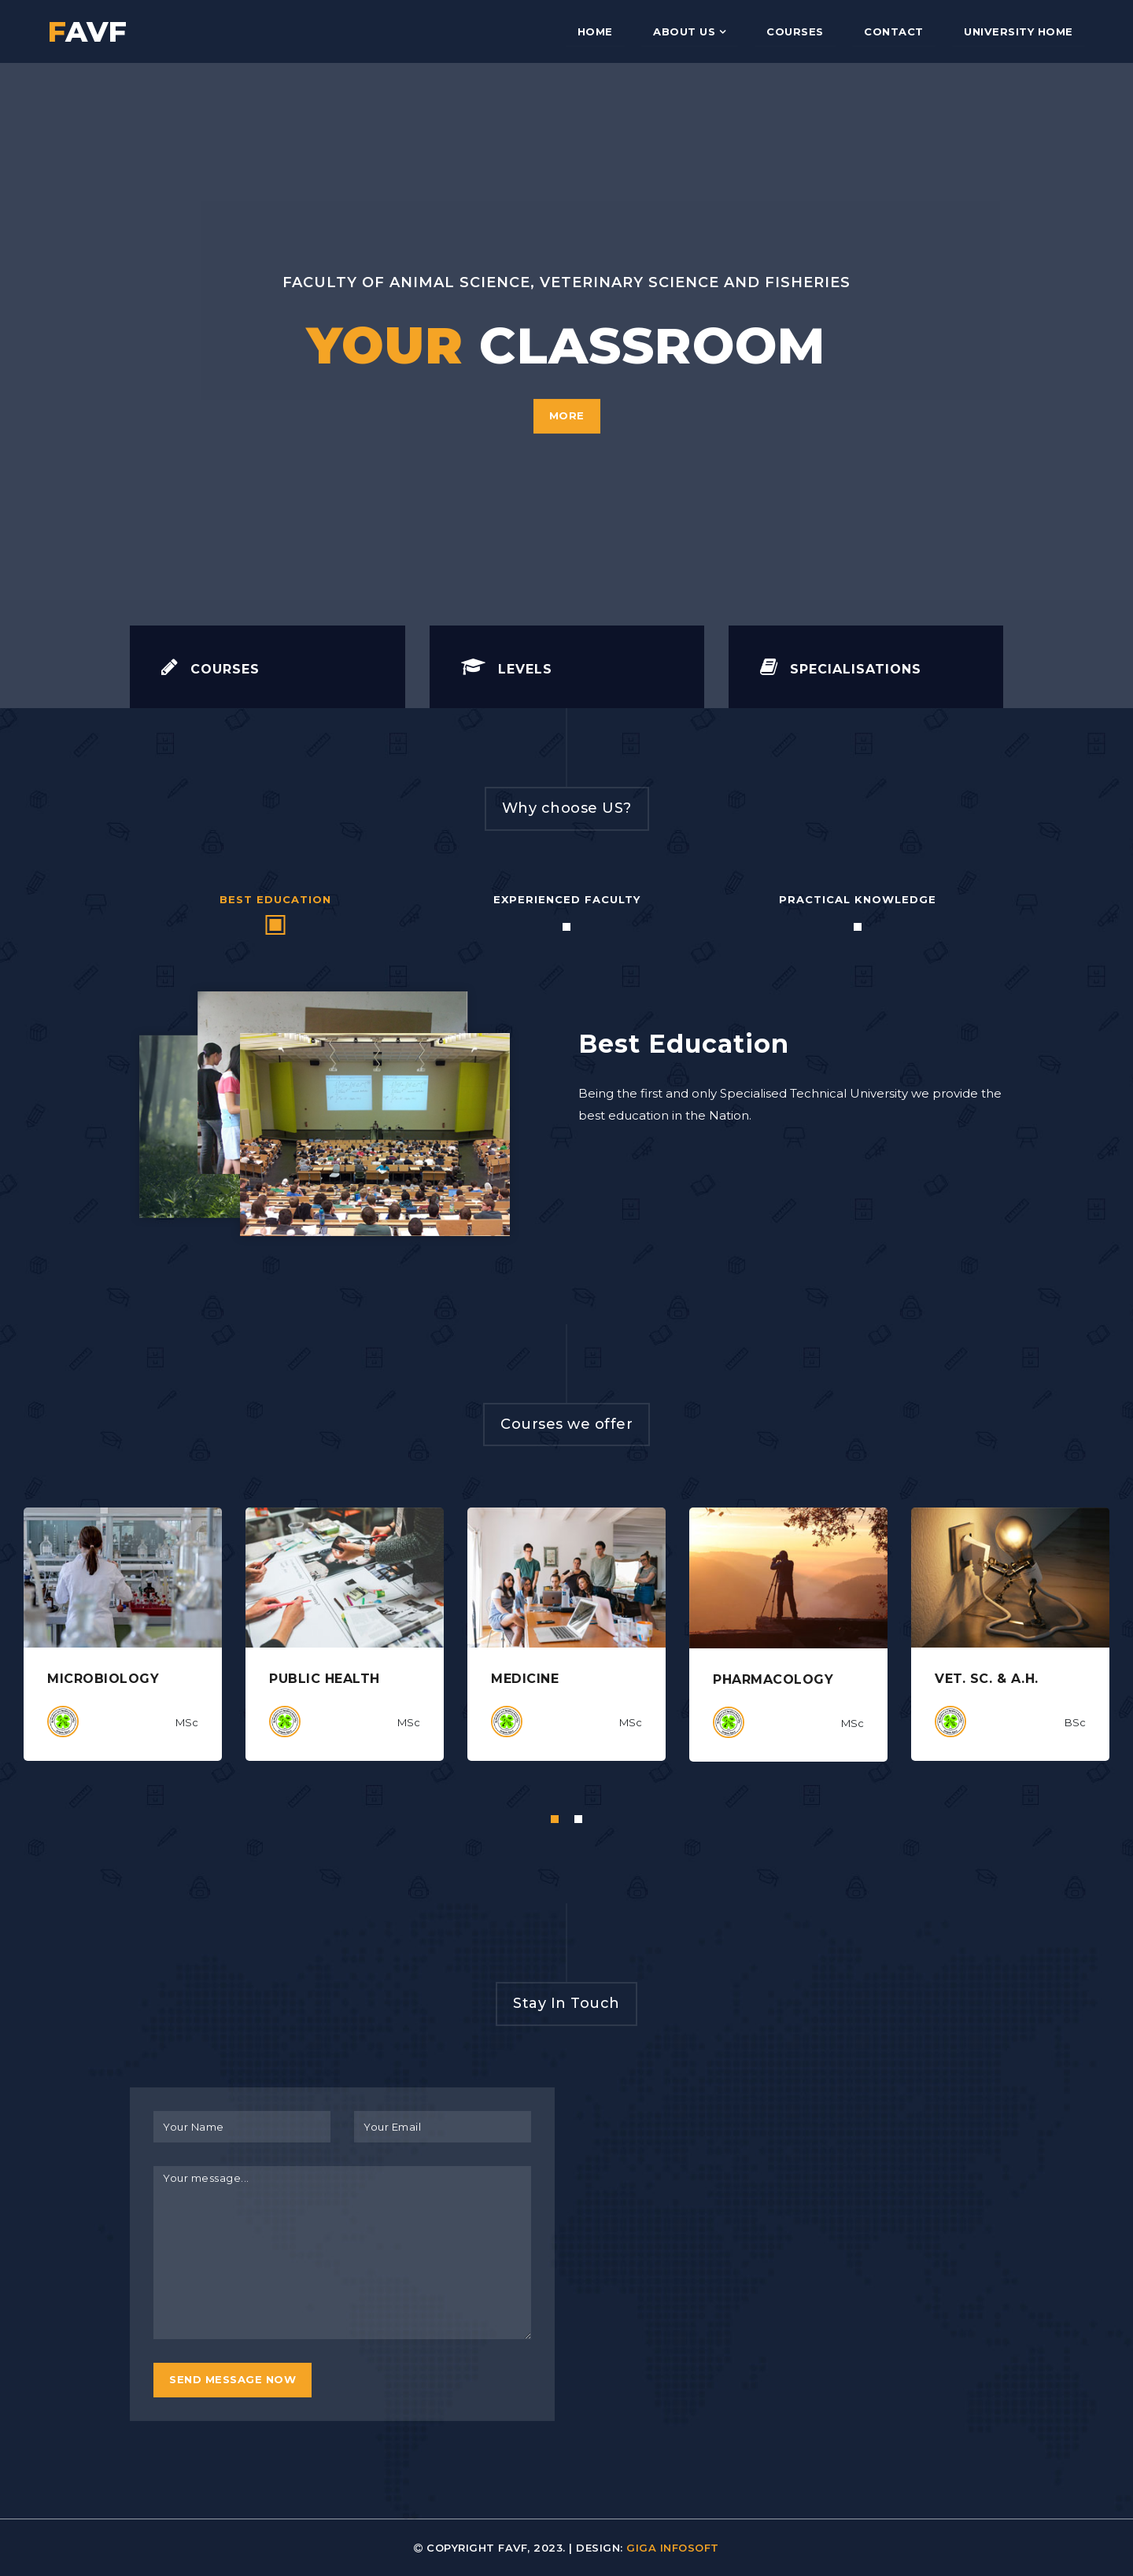 FAVF
HOME
ABOUT US
COURSES
CONTACT
UNIVERSITY HOME
FACULTY OF ANIMAL SCIENCE, VETERINARY SCIENCE AND FISHERIES
YOUR CLASSROOM
MORE
COURSES
LEVELS
SPECIALISATIONS
Why choose US?
BEST EDUCATION
EXPERIENCED FACULTY
PRACTICAL KNOWLEDGE
Best Education
Being the first and only Specialised Technical University we provide the
best education in the Nation.
Courses we offer
MICROBIOLOGY
MSc
PUBLIC HEALTH
MSc
MEDICINE
MSc
PHARMACOLOGY
MSc
VET. SC. & A.H.
BSc
Stay In Touch
Your Name
Your Email
Your message...
SEND MESSAGE NOW
© COPYRIGHT FAVF, 2023. | DESIGN: GIGA INFOSOFT